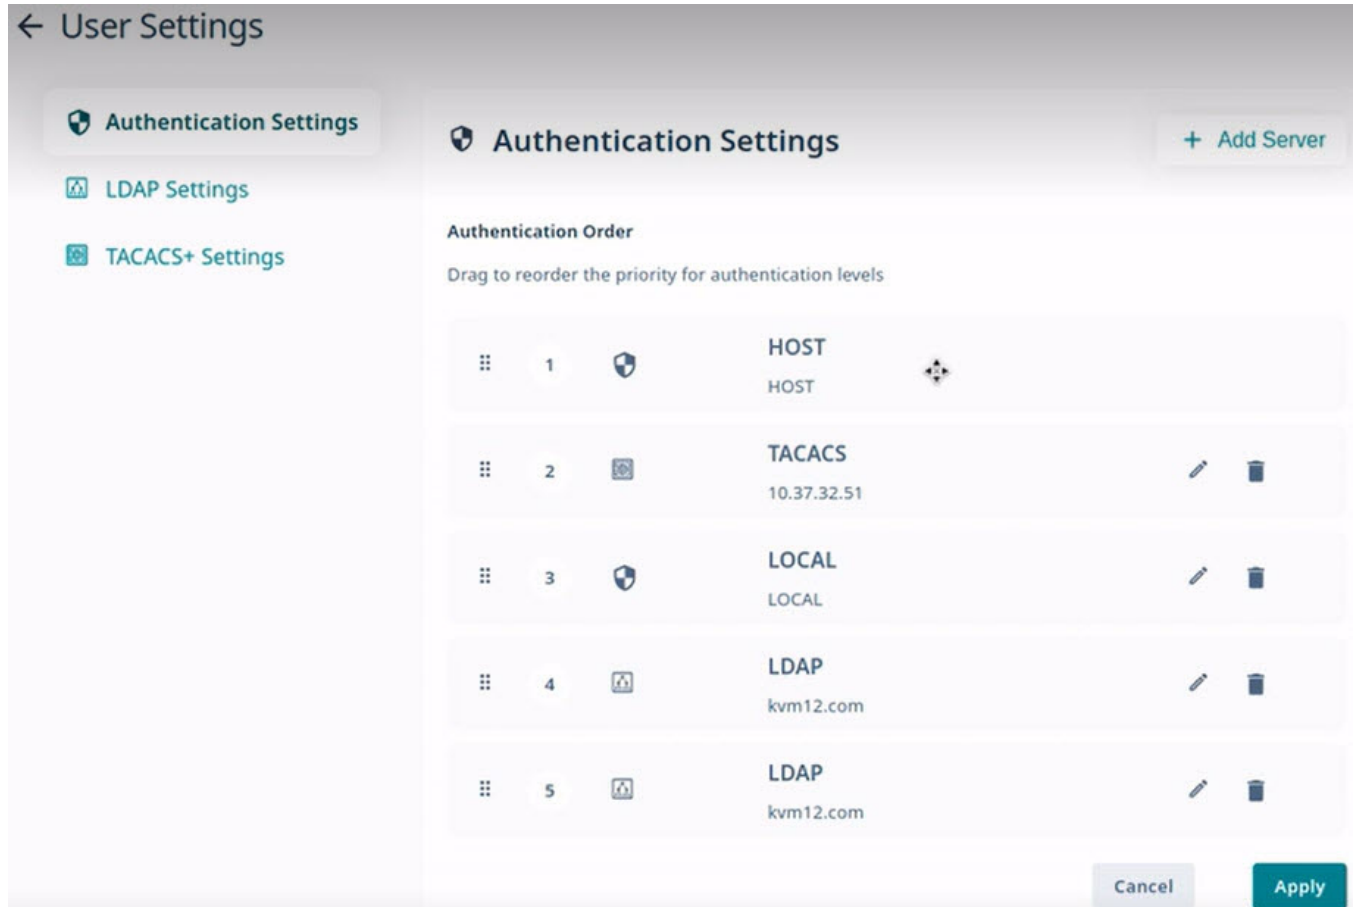 User Settings
Authentication Settings
LDAP Settings
TACACS+ Settings
Authentication Settings
+ Add Server
Authentication Order
Drag to reorder the priority for authentication levels
1
HOST
HOST
2
TACACS
10.37.32.51
3
LOCAL
LOCAL
4
LDAP
kvm12.com
5
LDAP
kvm12.com
Cancel
Apply